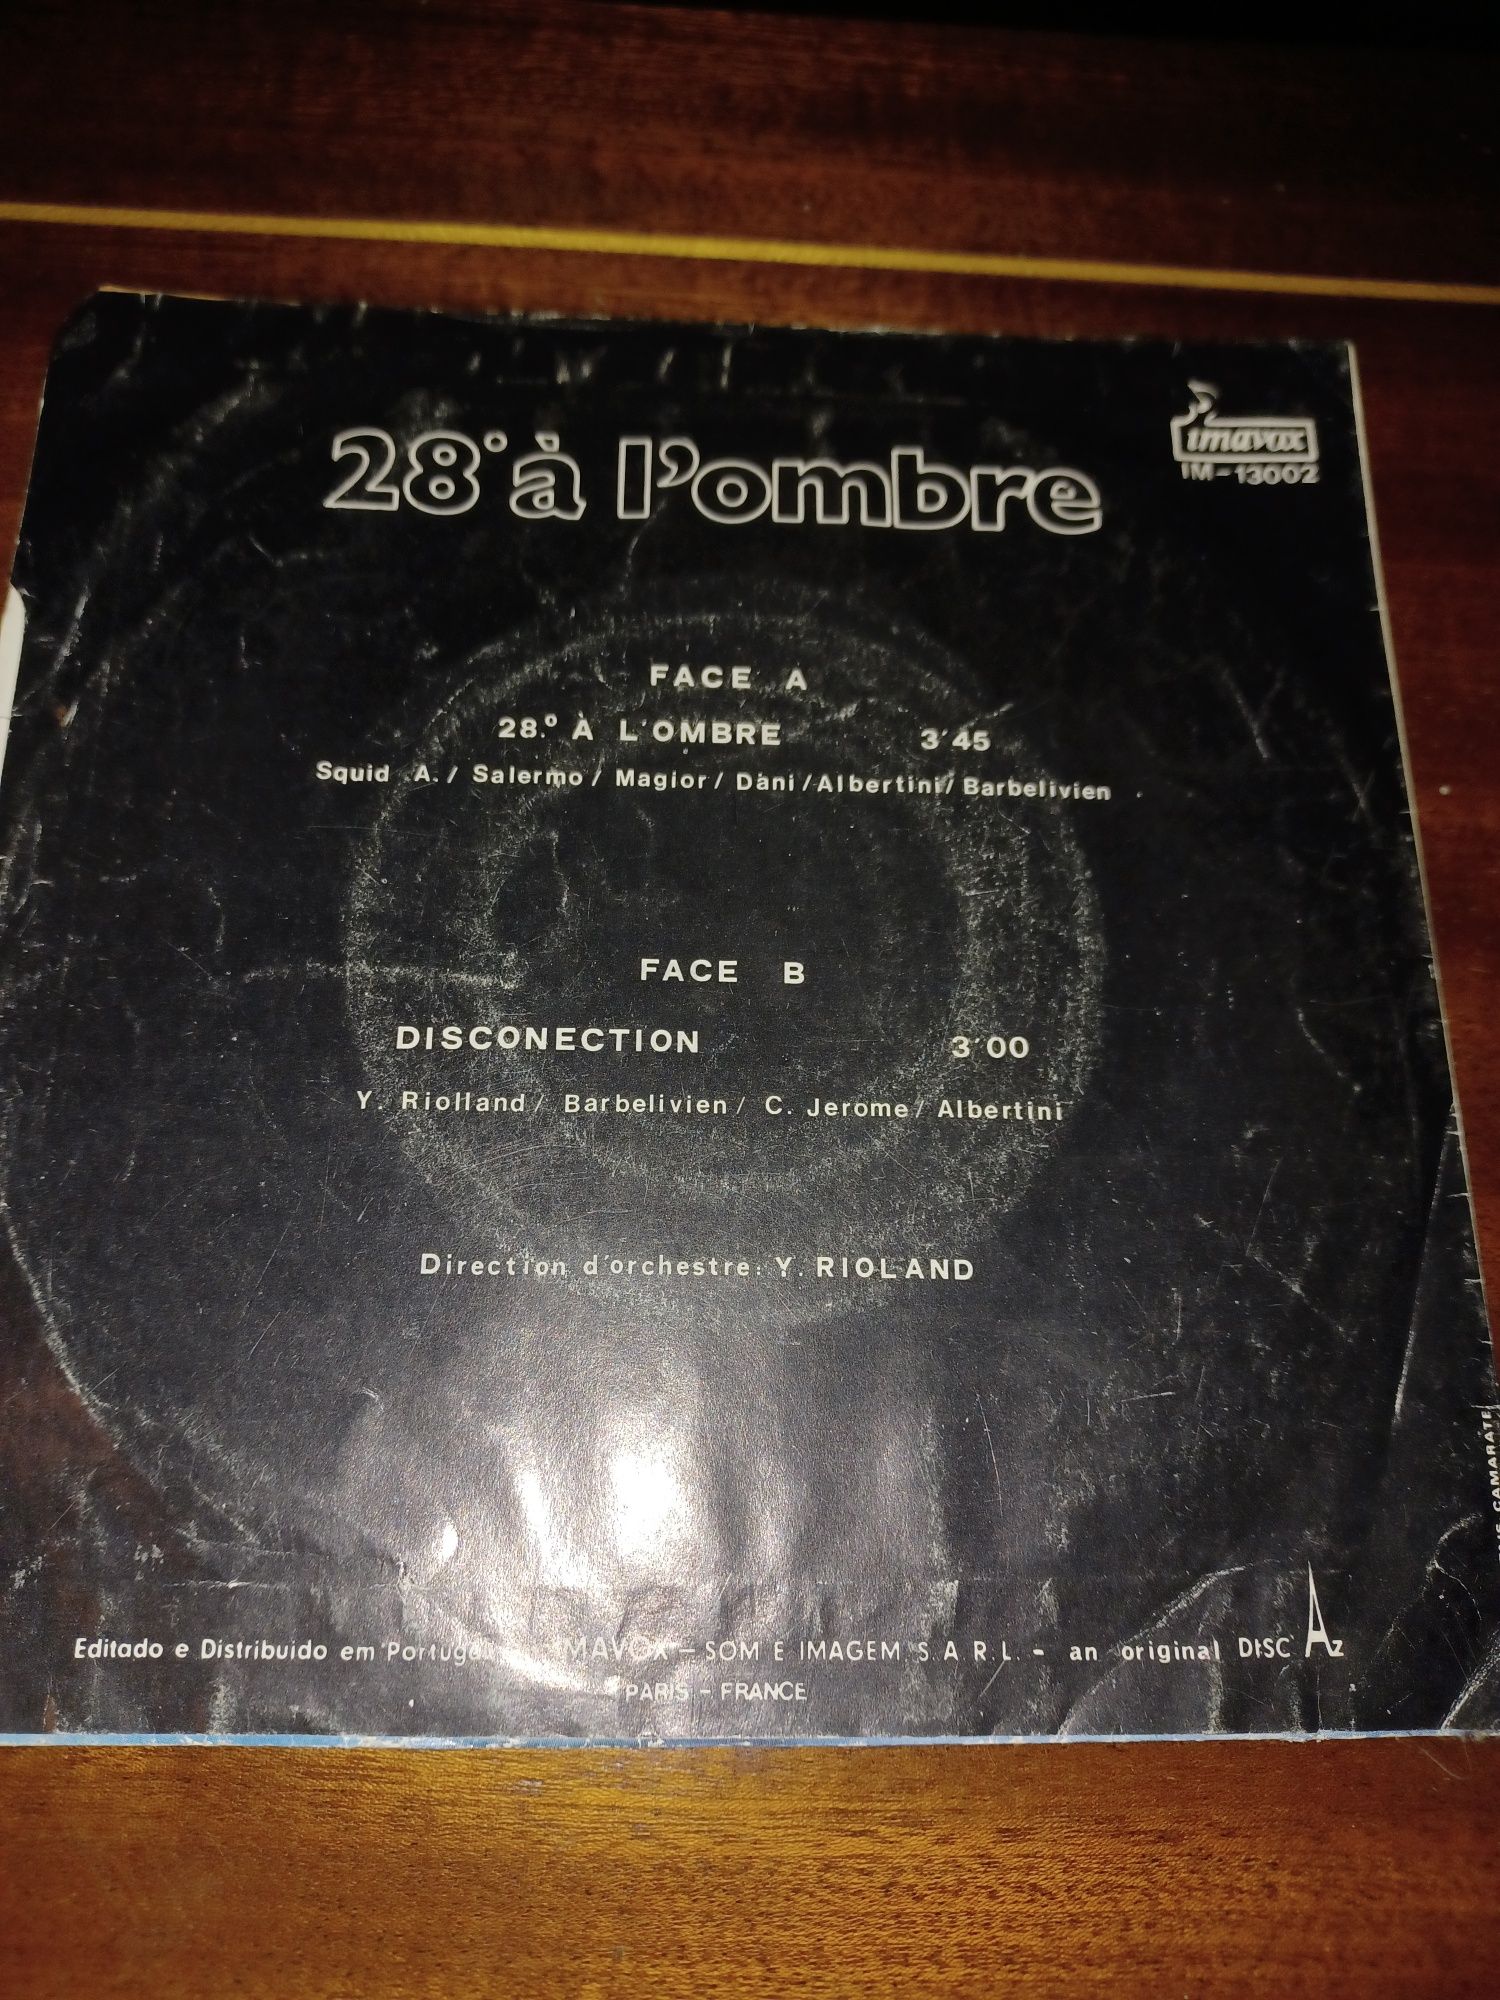 28° à l'ombre
imavox
IM-13002
FACE A
28.º À L'OMBRE 3'45
Squid A. / Salermo / Magior / Dani / Albertini / Barbelivien
FACE B
DISCONECTION 3'00
Y. Riolland / Barbelivien / C. Jerome / Albertini
Direction d'orchestre: Y. RIOLAND
Editado e Distribuido em IMAVOX — SOM E IMAGEM S.A.R.L. - an original DISC' AZ
PARIS - FRANCE
CAMARATE